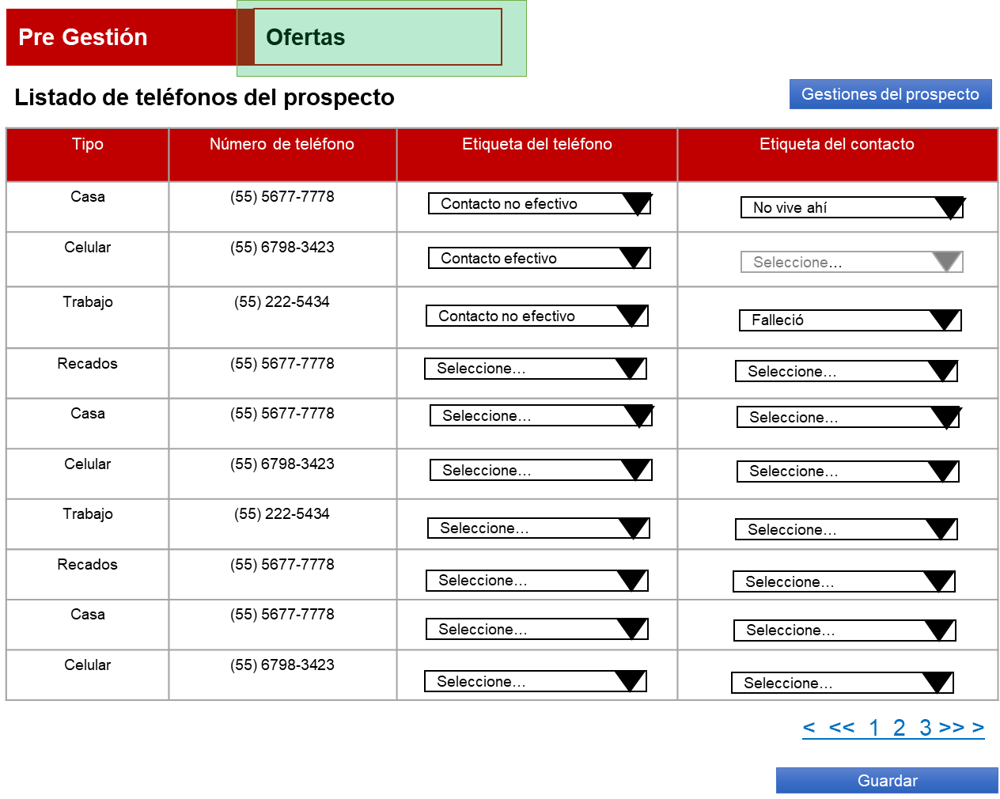 Pre Gestión Ofertas
Listado de teléfonos del prospecto Gestiones del prospecto
Tipo Número de teléfono Etiqueta del teléfono Etiqueta del contacto
Casa (55) 5677-7778 Contacto no efectivo No vive ahí
Celular (55) 6798-3423 Contacto efectivo Seleccione...
Trabajo (55) 222-5434 Contacto no efectivo Falleció
Recados (55) 5677-7778 Seleccione... Seleccione...
Casa (55) 5677-7778 Seleccione... Seleccione...
Celular (55) 6798-3423 Seleccione... Seleccione...
Trabajo (55) 222-5434 Seleccione... Seleccione...
Recados (55) 5677-7778 Seleccione... Seleccione...
Casa (55) 5677-7778 Seleccione... Seleccione...
Celular (55) 6798-3423 Seleccione... Seleccione...
< << 1 2 3 >> >
Guardar